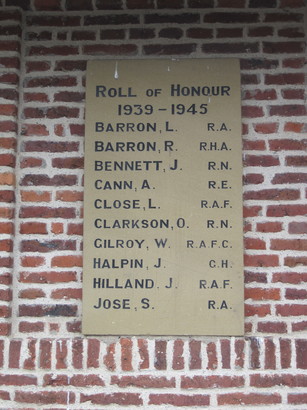 ROLL OF HONOUR
1939-1945
BARRON, L. R.A.
BARRON, R. R.H.A.
BENNETT, J. R.N.
CANN, A. R.E.
CLOSE, L. R.A.F.
CLARKSON, O. R.N.
GILROY, W. R.A.F.C.
HALPIN, J. C.H.
HILLAND. J. R.A.F.
JOSE, S. R.A.